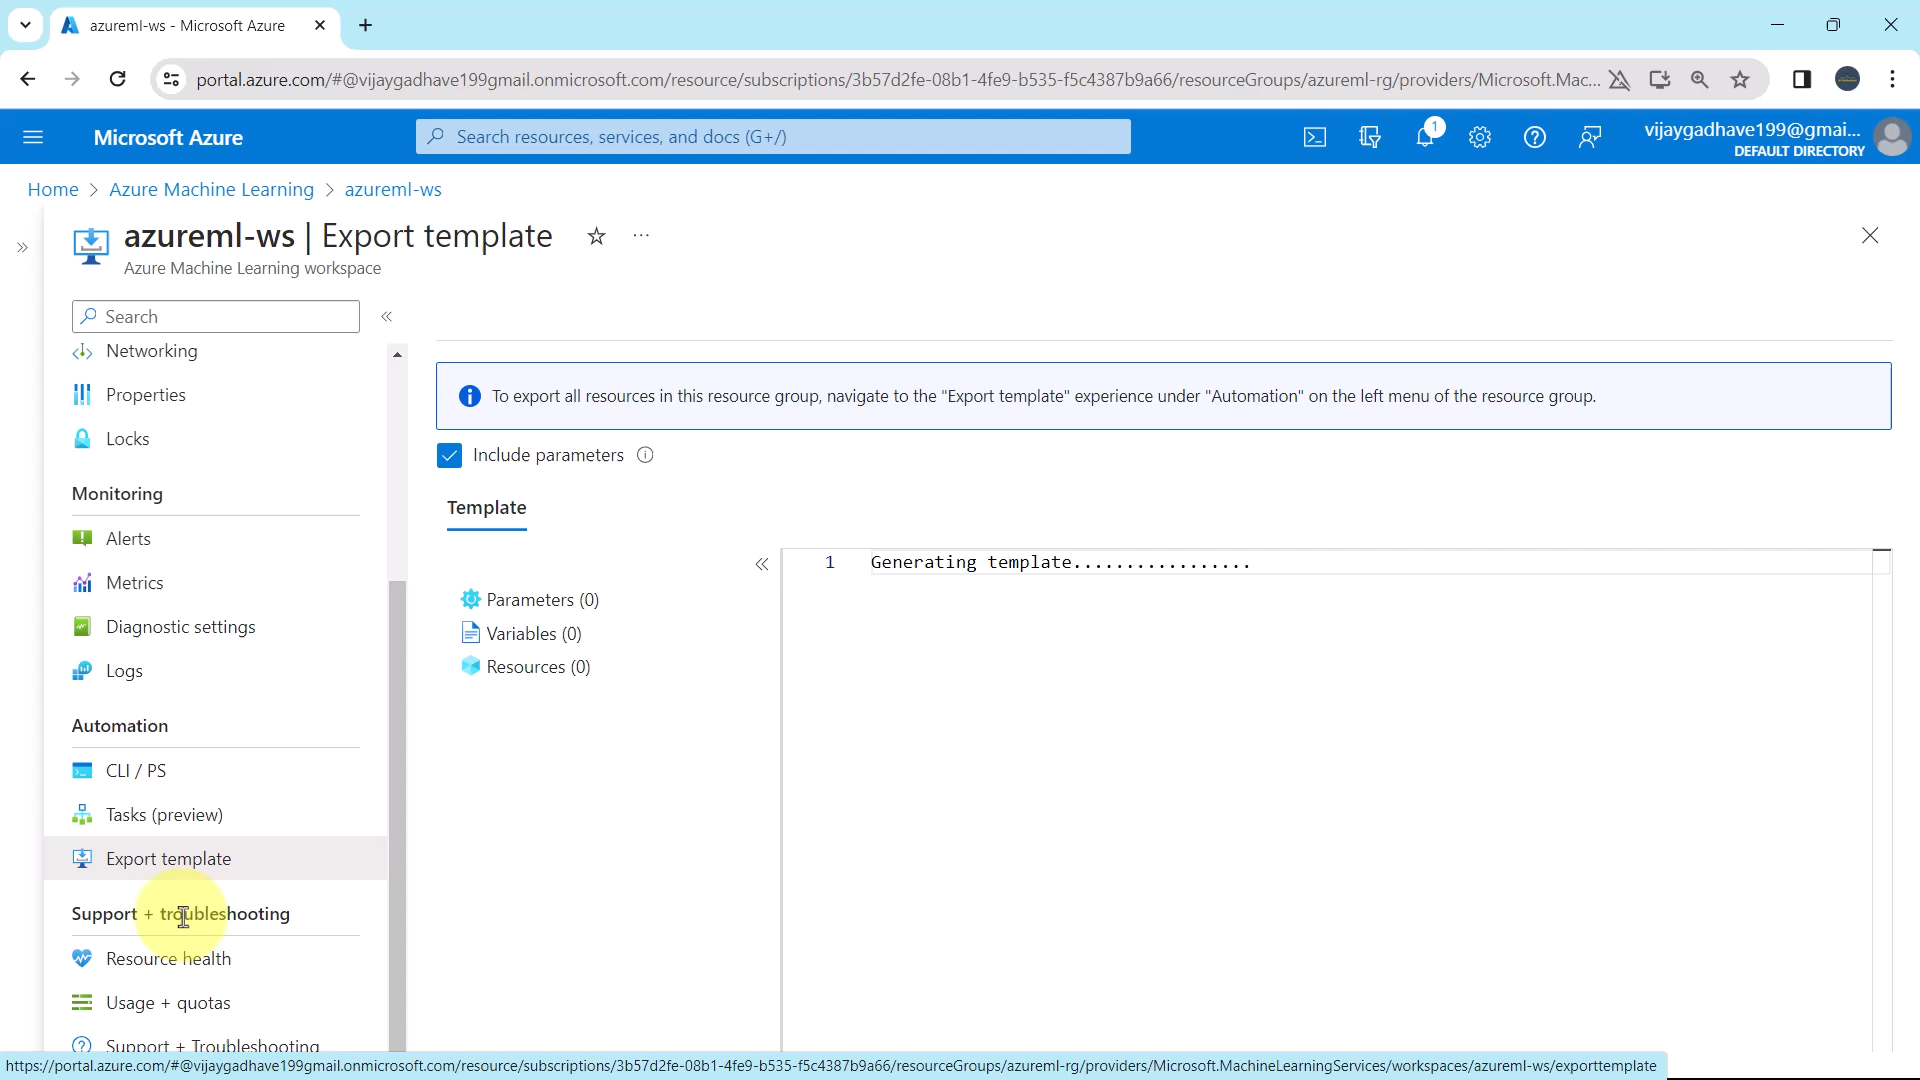 azureml-ws - Microsoft Azure
portal.azure.com/#@vijaygadhave199gmail.onmicrosoft.com/resource/subscriptions/3b57d2fe-08b1-4fe9-b535-f5c4387b9a66/resourceGroups/azureml-rg/providers/Microsoft.Mac...
Microsoft Azure
Search resources, services, and docs (G+/)
1
vijaygadhave199@gmai...
DEFAULT DIRECTORY
Home > Azure Machine Learning > azureml-ws
azureml-ws | Export template
Azure Machine Learning workspace
Search
Networking
Properties
Locks
Monitoring
Alerts
Metrics
Diagnostic settings
Logs
Automation
CLI / PS
Tasks (preview)
Export template
Support + troubleshooting
Resource health
Usage + quotas
Support + Troubleshooting
To export all resources in this resource group, navigate to the "Export template" experience under "Automation" on the left menu of the resource group.
Include parameters
Template
Parameters (0)
Variables (0)
Resources (0)
1 Generating template.................
https://portal.azure.com/#@vijaygadhave199gmail.onmicrosoft.com/resource/subscriptions/3b57d2fe-08b1-4fe9-b535-f5c4387b9a66/resourceGroups/azureml-rg/providers/Microsoft.MachineLearningServices/workspaces/azureml-ws/exporttemplate